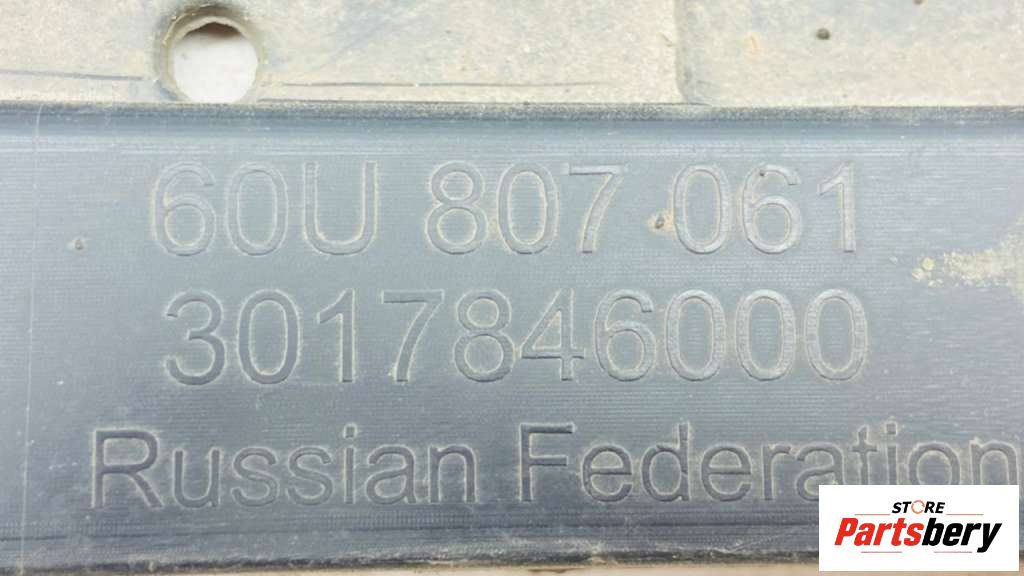 60U 807 061
3017846000
Russian Federation
STORE
Partsbery